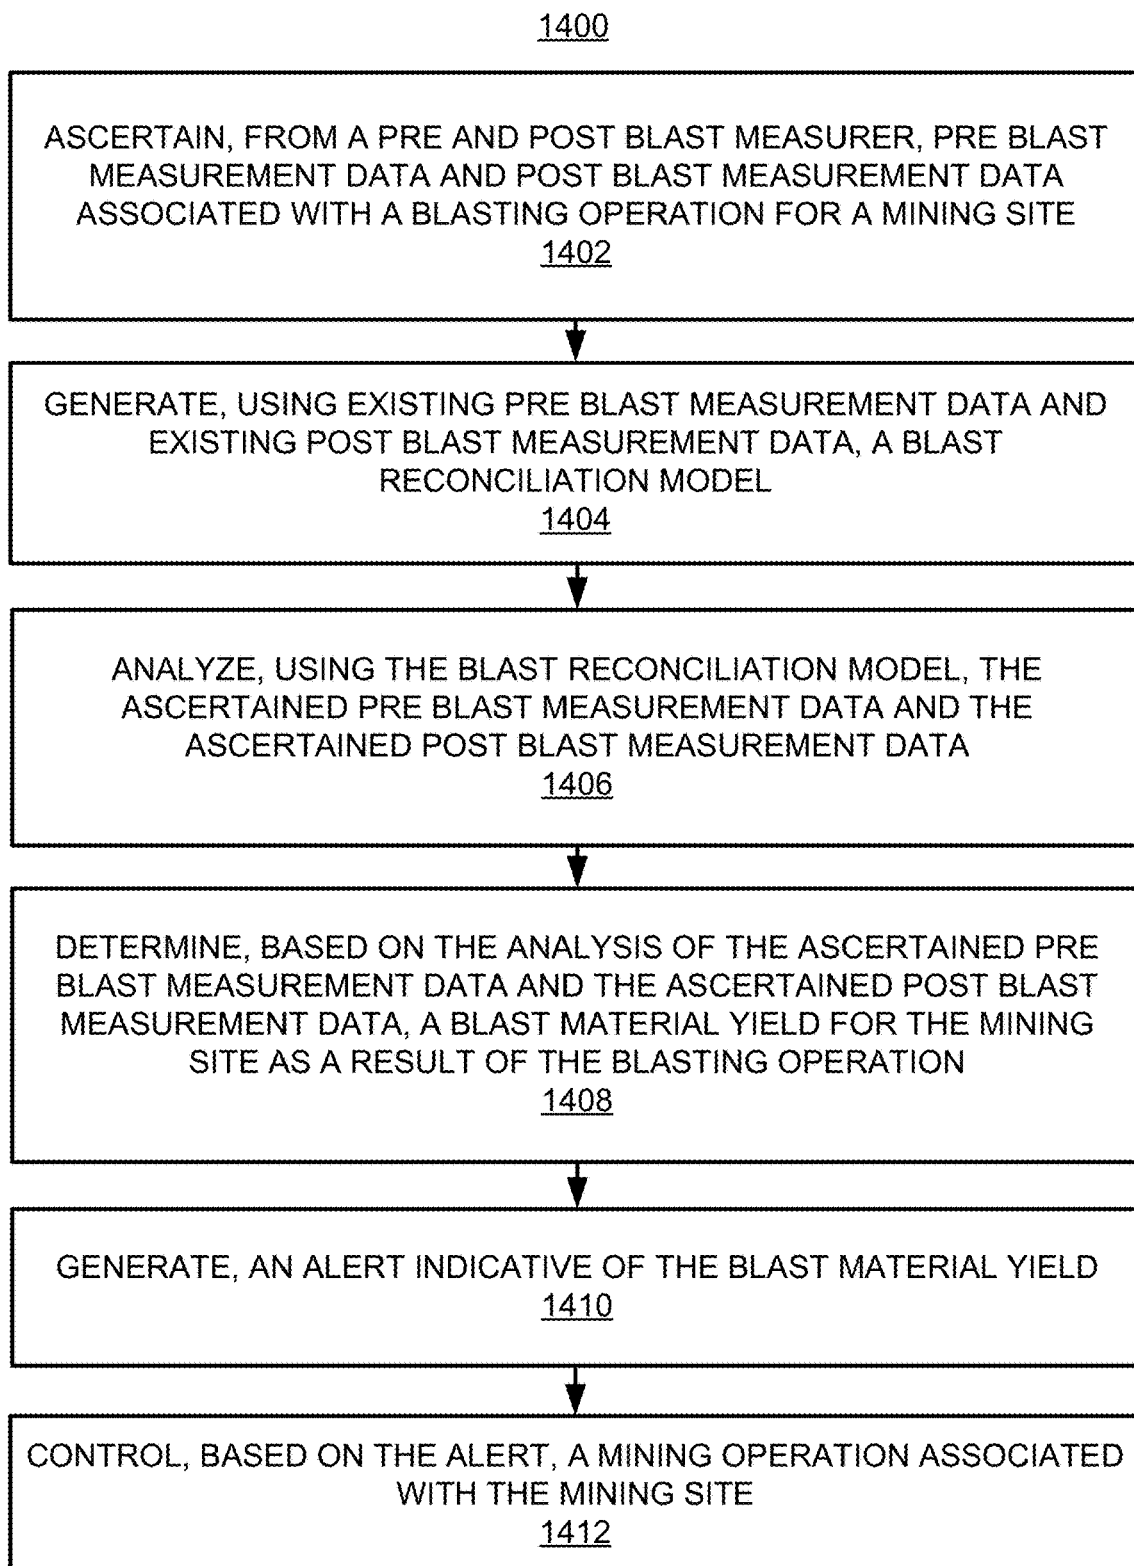 1400
ASCERTAIN, FROM A PRE AND POST BLAST MEASURER, PRE BLAST
MEASUREMENT DATA AND POST BLAST MEASUREMENT DATA
ASSOCIATED WITH A BLASTING OPERATION FOR A MINING SITE
1402
GENERATE, USING EXISTING PRE BLAST MEASUREMENT DATA AND
EXISTING POST BLAST MEASUREMENT DATA, A BLAST
RECONCILIATION MODEL
1404
ANALYZE, USING THE BLAST RECONCILIATION MODEL, THE
ASCERTAINED PRE BLAST MEASUREMENT DATA AND THE
ASCERTAINED POST BLAST MEASUREMENT DATA
1406
DETERMINE, BASED ON THE ANALYSIS OF THE ASCERTAINED PRE
BLAST MEASUREMENT DATA AND THE ASCERTAINED POST BLAST
MEASUREMENT DATA, A BLAST MATERIAL YIELD FOR THE MINING
SITE AS A RESULT OF THE BLASTING OPERATION
1408
GENERATE, AN ALERT INDICATIVE OF THE BLAST MATERIAL YIELD
1410
CONTROL, BASED ON THE ALERT, A MINING OPERATION ASSOCIATED
WITH THE MINING SITE
1412